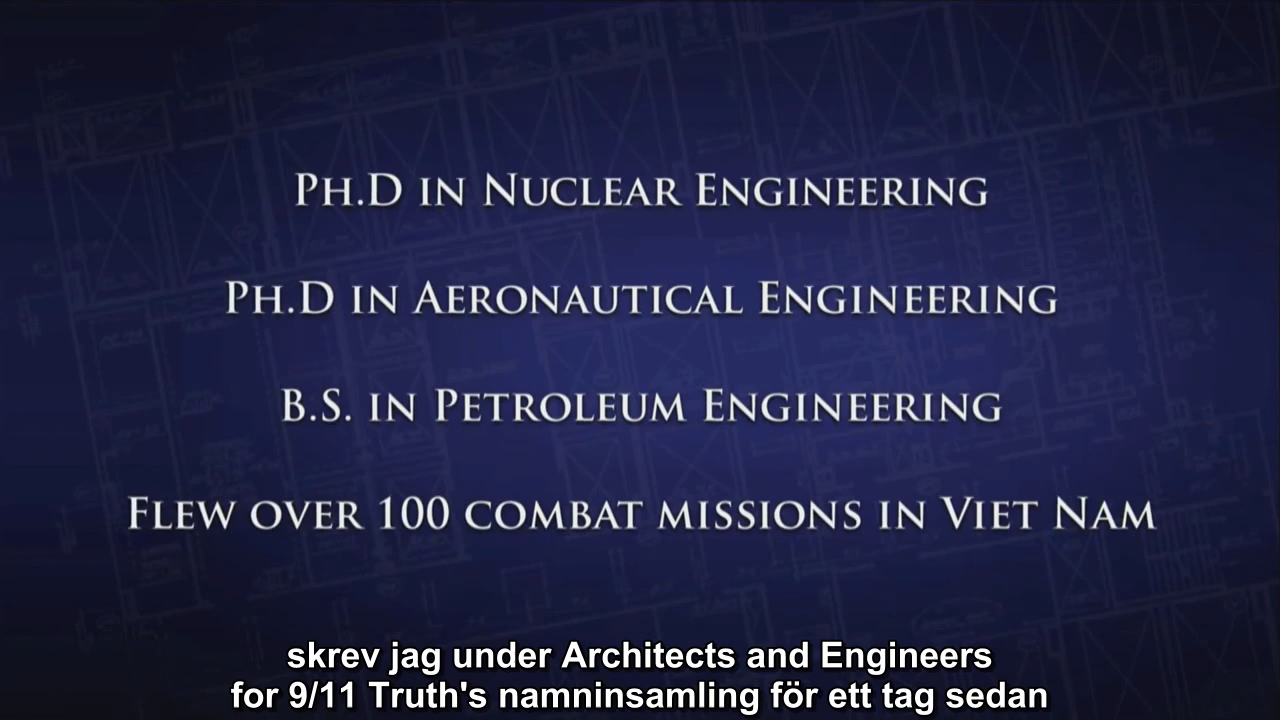 Ph.D in Nuclear Engineering
Ph.D in Aeronautical Engineering
B.S. in Petroleum Engineering
Flew over 100 combat missions in Viet Nam
skrev jag under Architects and Engineers
for 9/11 Truth's namninsamling för ett tag sedan